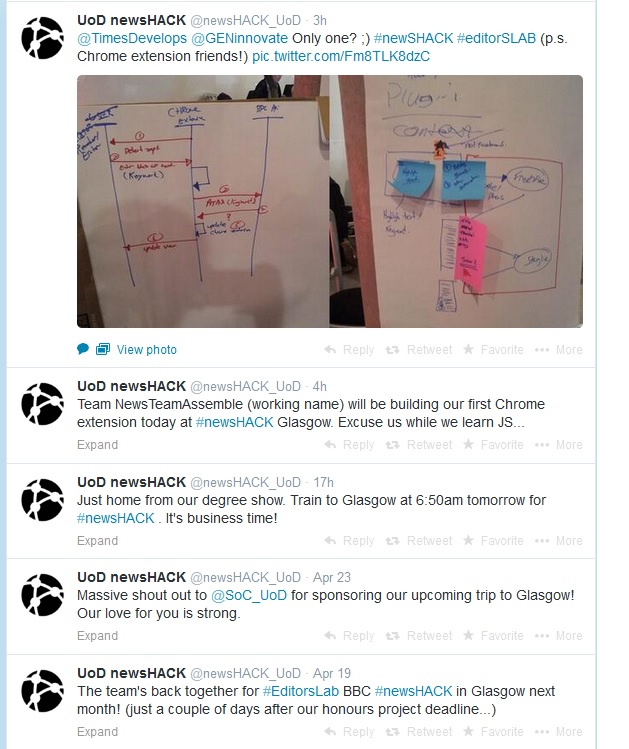 UoD newsHACK @newsHACK_UoD · 3h
@TimesDevelops @GENinnovate Only one? ;) #newSHACK #editorSLAB (p.s.
Chrome extension friends!) pic.twitter.com/Fm8TLK8dzC
CHrome
extension
(Keyword)
update view
Plugin
context
View photo
Reply Retweet Favorite More
UoD newsHACK @newsHACK_UoD · 4h
Team NewsTeamAssemble (working name) will be building our first Chrome
extension today at #newsHACK Glasgow. Excuse us while we learn JS...
Expand
Reply Retweet Favorite More
UoD newsHACK @newsHACK_UoD · 17h
Just home from our degree show. Train to Glasgow at 6:50am tomorrow for
#newsHACK . It's business time!
Expand
Reply Retweet Favorite More
UoD newsHACK @newsHACK_UoD · Apr 23
Massive shout out to @SoC_UoD for sponsoring our upcoming trip to Glasgow!
Our love for you is strong.
Expand
Reply Retweet Favorite More
UoD newsHACK @newsHACK_UoD · Apr 19
The team's back together for #EditorsLab BBC #newsHACK in Glasgow next
month! (just a couple of days after our honours project deadline...)
Expand
Reply Retweet Favorite More